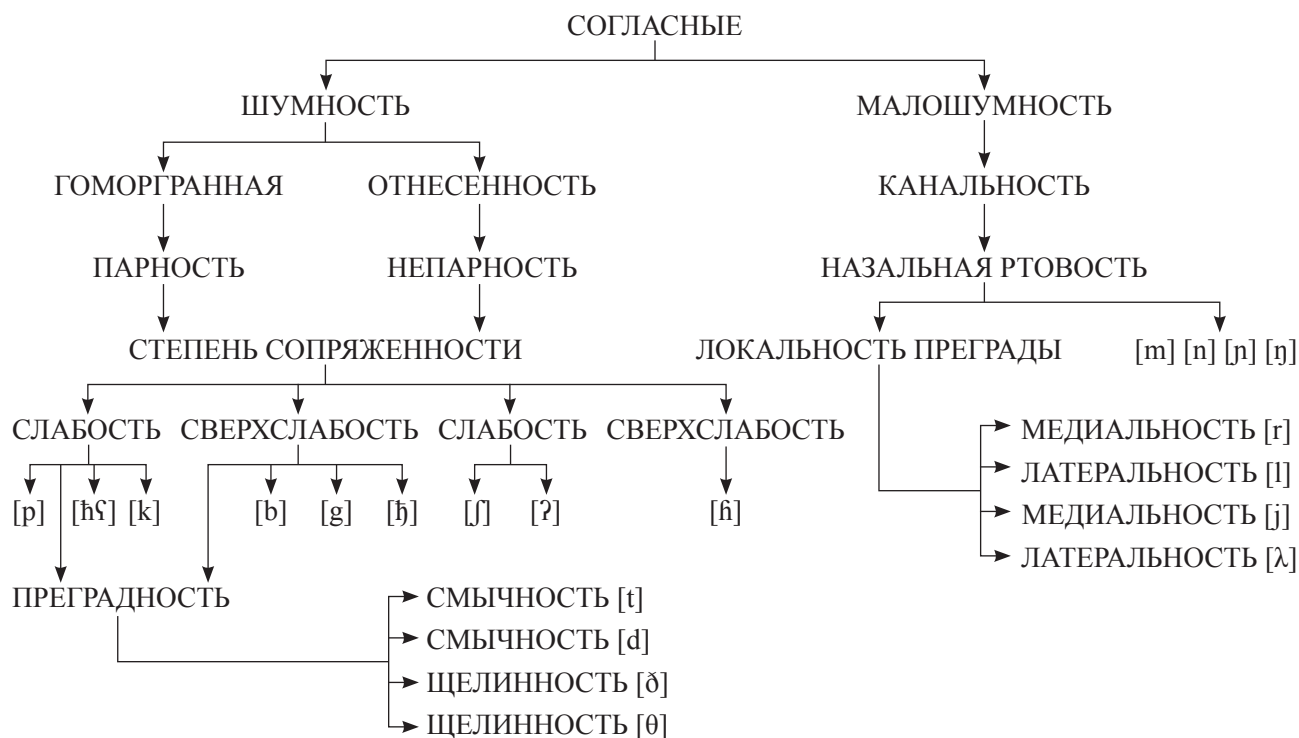 СОГЛАСНЫЕ
ШУМНОСТЬ МАЛОШУМНОСТЬ
ГОМОРГРАННАЯ ОТНЕСЕННОСТЬ КАНАЛЬНОСТЬ
ПАРНОСТЬ НЕПАРНОСТЬ НАЗАЛЬНАЯ РТОВОСТЬ
СТЕПЕНЬ СОПРЯЖЕННОСТИ ЛОКАЛЬНОСТЬ ПРЕГРАДЫ [m] [n] [ɲ] [ŋ]
СЛАБОСТЬ СВЕРХСЛАБОСТЬ СЛАБОСТЬ СВЕРХСЛАБОСТЬ МЕДИАЛЬНОСТЬ [r]
ЛАТЕРАЛЬНОСТЬ [l]
[p] [ħʕ] [k] [b] [g] [ɧ] [ʃ] [ʔ] [ɦ] МЕДИАЛЬНОСТЬ [j]
ЛАТЕРАЛЬНОСТЬ [λ]
ПРЕГРАДНОСТЬ СМЫЧНОСТЬ [t]
СМЫЧНОСТЬ [d]
ЩЕЛИННОСТЬ [ð]
ЩЕЛИННОСТЬ [θ]